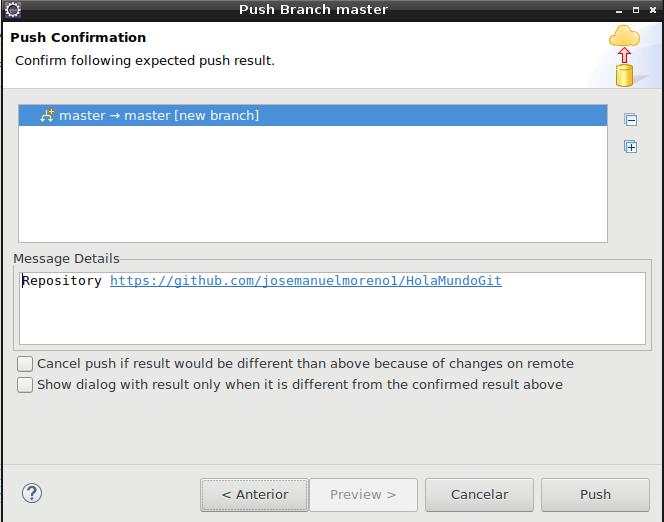 Push Branch master
Push Confirmation
Confirm following expected push result.
master → master [new branch]
Message Details
Repository https://github.com/josemanuelmoreno1/HolaMundoGit
Cancel push if result would be different than above because of changes on remote
Show dialog with result only when it is different from the confirmed result above
< Anterior
Preview >
Cancelar
Push